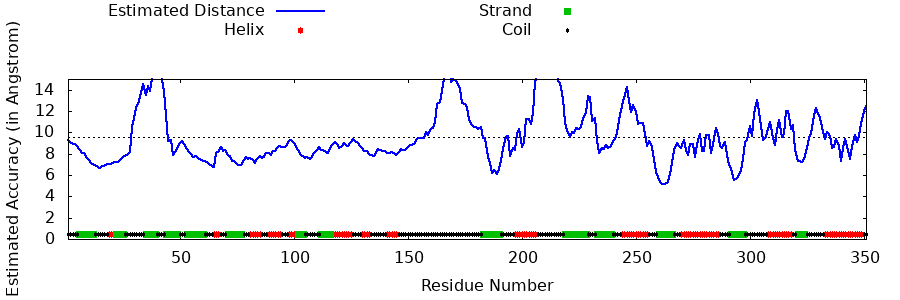 Estimated Distance
Strand
Helix
Coil
Estimated Accuracy (in Angstrom)
14
12
10
8
6
4
2
0
50
100
150
200
250
300
350
Residue Number